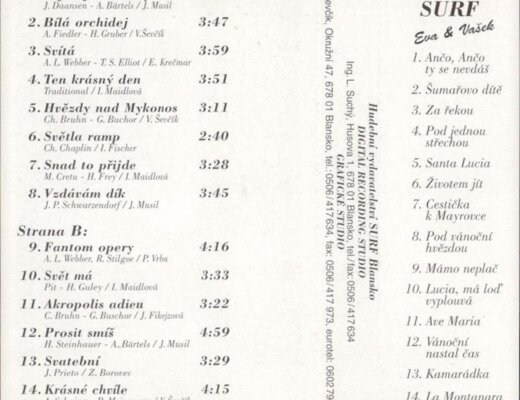 J. Daansen - A. Bärtels / J. Musil
2. Bílá orchidej 3:47
A. Fiedler - H. Gruber / V. Ševčík
3. Svítá 3:59
A. L. Webber - T. S. Elliot / E. Krečmar
4. Ten krásný den 3:51
Traditional / I. Maidlová
5. Hvězdy nad Mykonos 3:11
Ch. Bruhn - G. Buchor / V. Ševčík
6. Světla ramp 2:40
Ch. Chaplin / I. Fischer
7. Snad to přijde 3:28
M. Cretu - H. Frey / I. Maidlová
8. Vzdávám dík 3:45
J. P. Schwarzendorf / J. Musil
Strana B:
9. Fantom opery 4:16
A. L. Webber, R. Stilgoe / P. Vrba
10. Svět má 3:33
Pit - H. Guley / I. Maidlová
11. Akropolis adieu 3:22
C. Bruhn - G. Buschor / J. Fikejzová
12. Prosit smíš 4:59
H. Steinhauer - A. Bärtels / J. Musil
13. Svatební 3:29
J. Prieto / Z. Borovec
14. Krásné chvíle 4:15
Ševčík, Okružní 47, 678 01 Blansko, tel.: 0506/417634, fax: 0506/417 973, eurotel: 0602 79
Ing. L. Suchý, Husova 1, 678 01 Blansko, tel./fax: 0506/417634
GRAFICKÉ STUDIO
DIGITAL RECORDING STUDIO
Hudební vydavatelství SURF Blansko
SURF
Eva & Vašek
1. Ančo, Ančo
ty se nevdáš
2. Šumařovo dítě
3. Za řekou
4. Pod jednou
střechou
5. Santa Lucia
6. Životem jít
7. Cestička
k Mayrovce
8. Pod vánoční
hvězdou
9. Mámo neplač
10. Lucia, má loď
vyplouvá
11. Ave Maria
12. Vánoční
nastal čas
13. Kamarádka
14. La Montanara